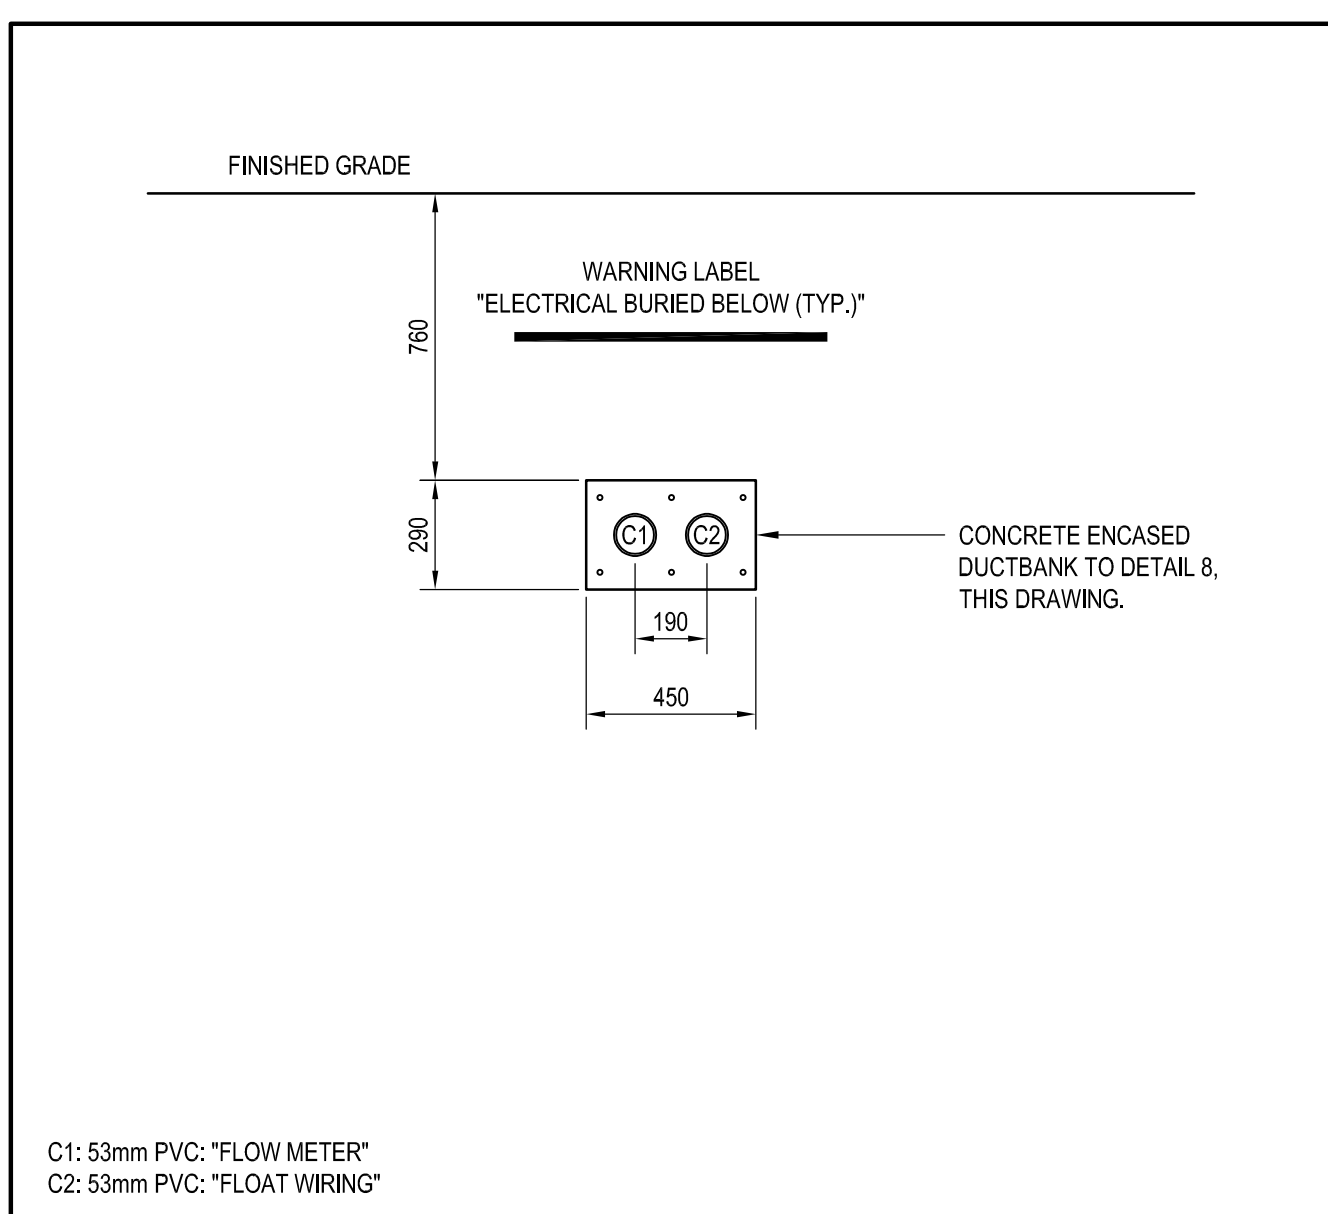 FINISHED GRADE
WARNING LABEL
"ELECTRICAL BURIED BELOW (TYP.)"
760
290
C1
C2
CONCRETE ENCASED
DUCTBANK TO DETAIL 8,
THIS DRAWING.
190
450
C1: 53mm PVC: "FLOW METER"
C2: 53mm PVC: "FLOAT WIRING"